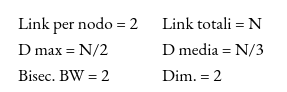 Link per nodo = 2 Link totali = N
D max = N/2 D media = N/3
Bisec. BW = 2 Dim. = 2